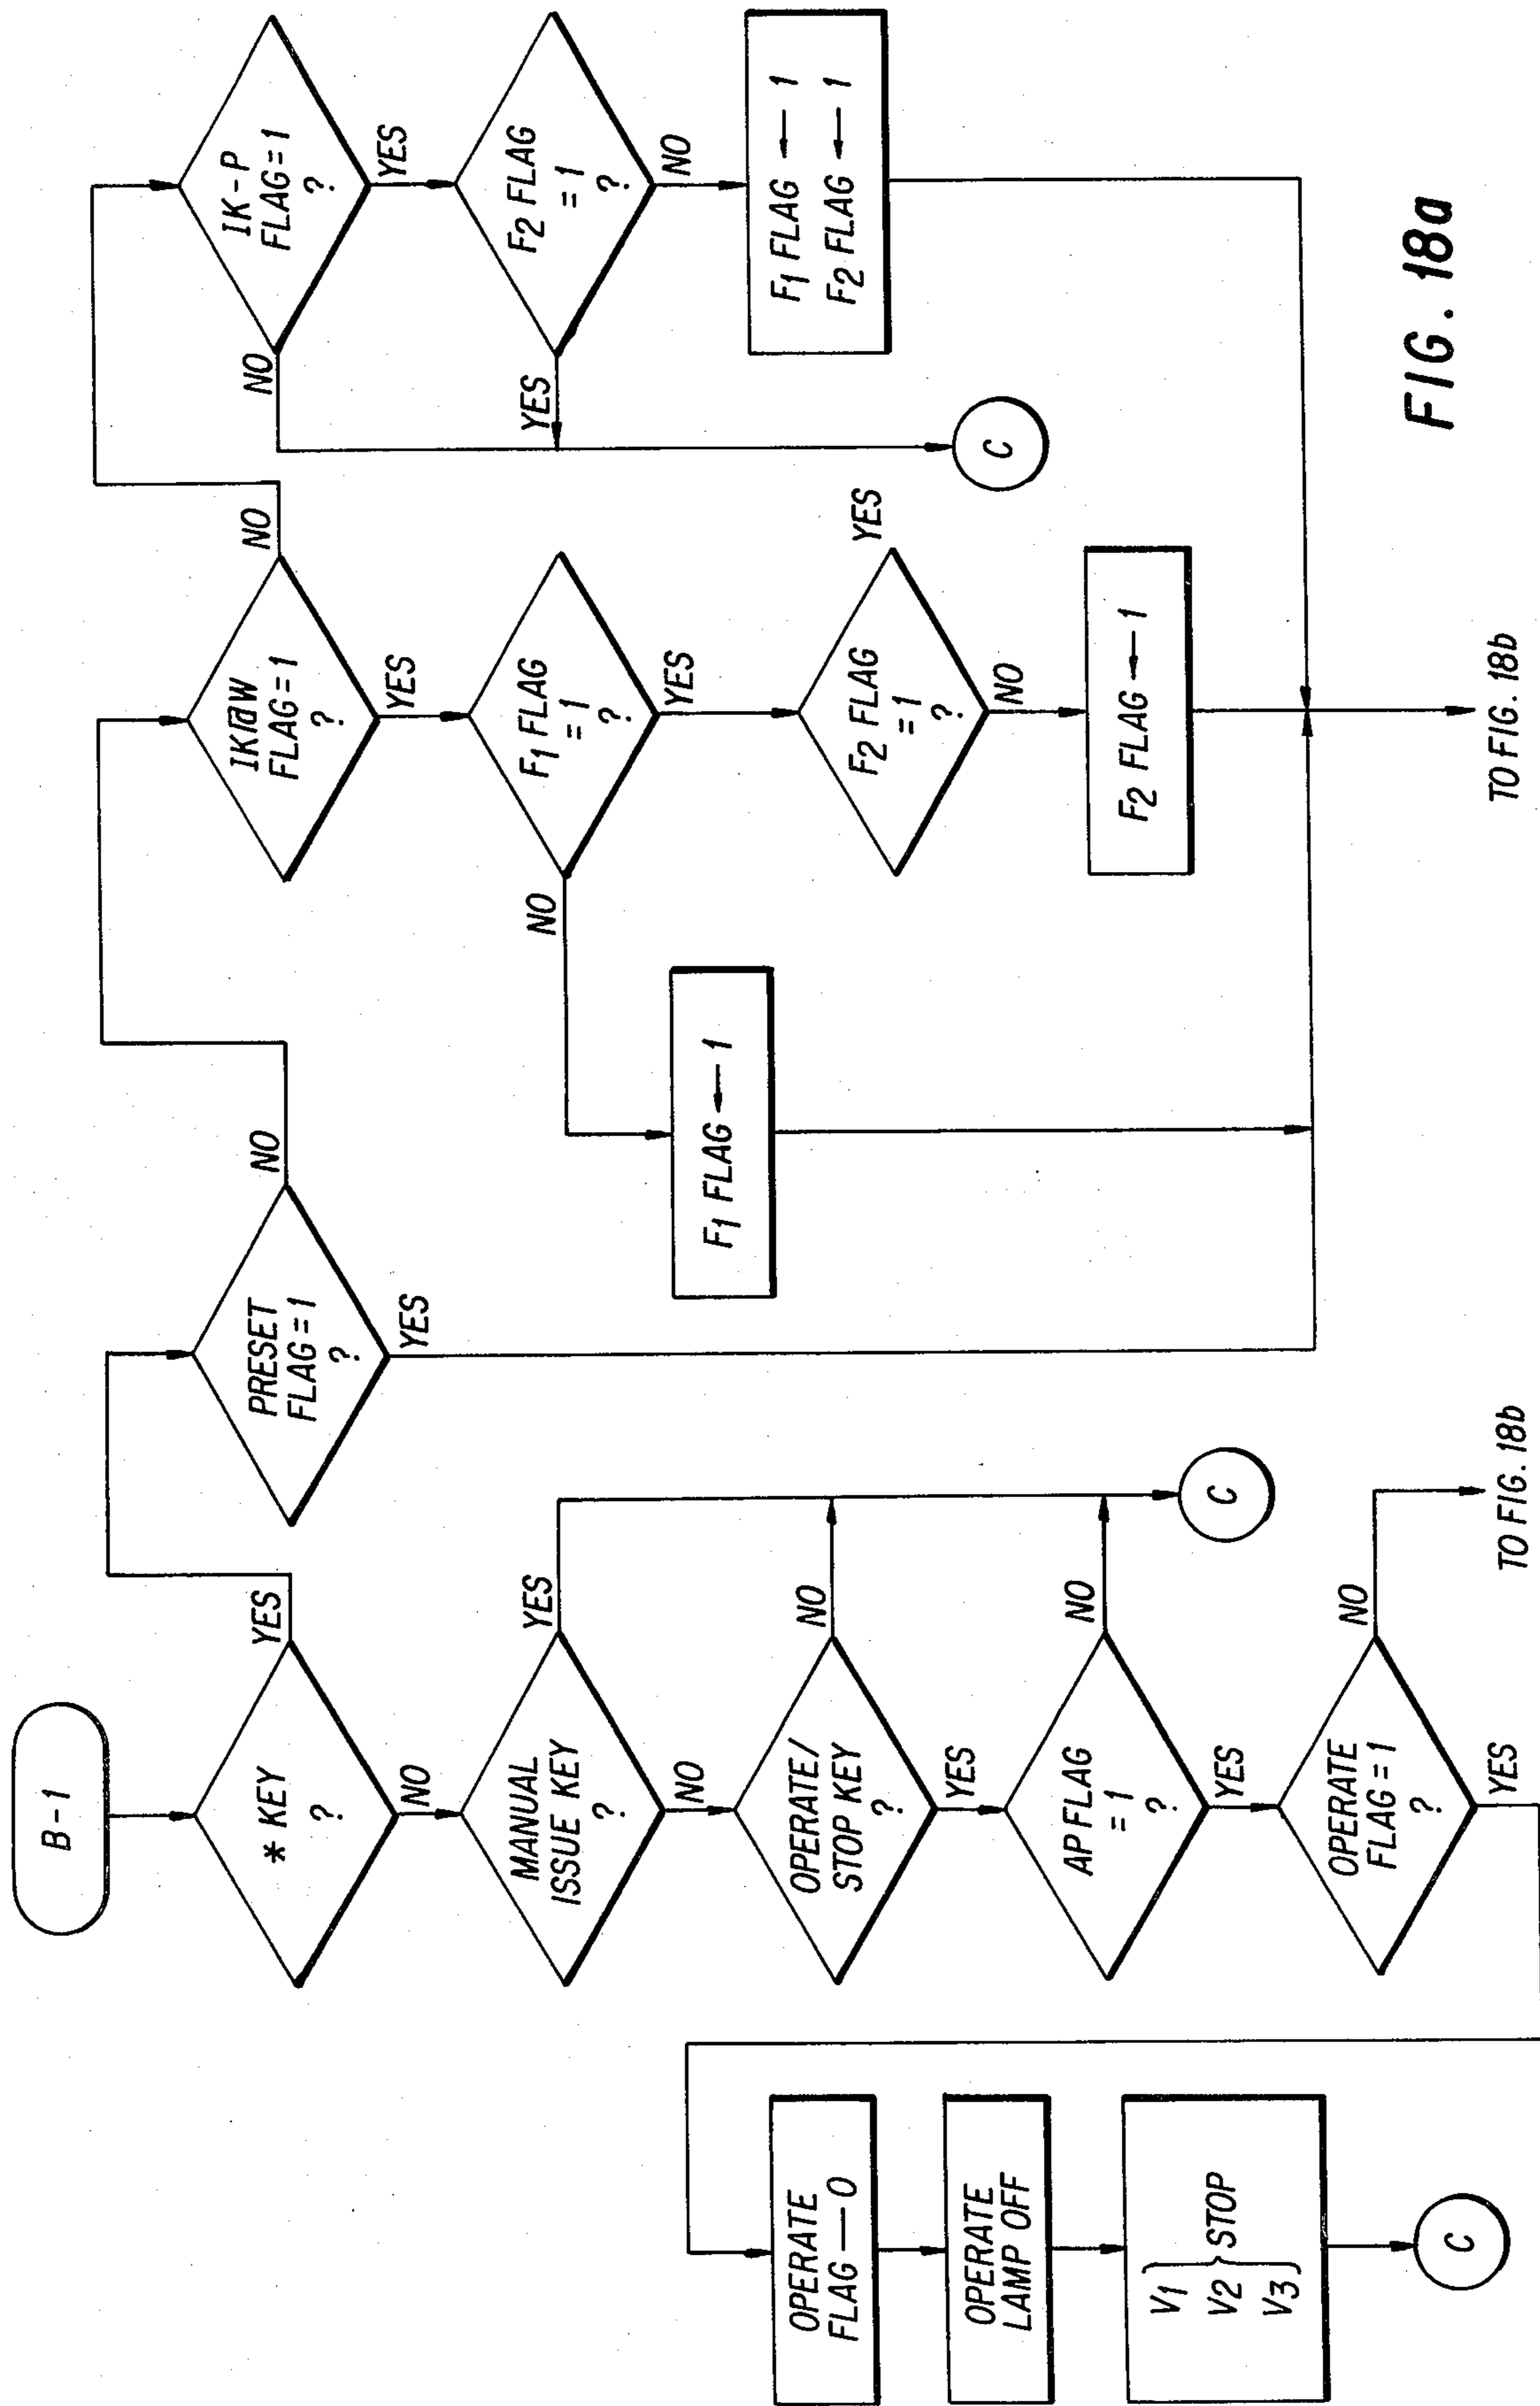 B-1
* KEY
?
YES
NO
MANUAL
ISSUE KEY
?
YES
NO
OPERATE/
STOP KEY
?
NO
YES
AP FLAG
= 1
?
NO
YES
OPERATE
FLAG = 1
?
NO
YES
TO FIG. 18b
C
OPERATE
FLAG — 0
OPERATE
LAMP OFF
V1
V2 } STOP
V3
C
PRESET
FLAG = 1
?
NO
YES
F1 FLAG ← 1
FLAG = 1
?
NO
YES
F1 FLAG
= 1
?
NO
YES
F2 FLAG
= 1
?
YES
NO
F2 FLAG ← 1
TO FIG. 18b
IK-P
FLAG = 1
?
NO
YES
F2 FLAG
= 1
?
YES
NO
F1 FLAG ← 1
F2 FLAG ← 1
C
FIG. 18a